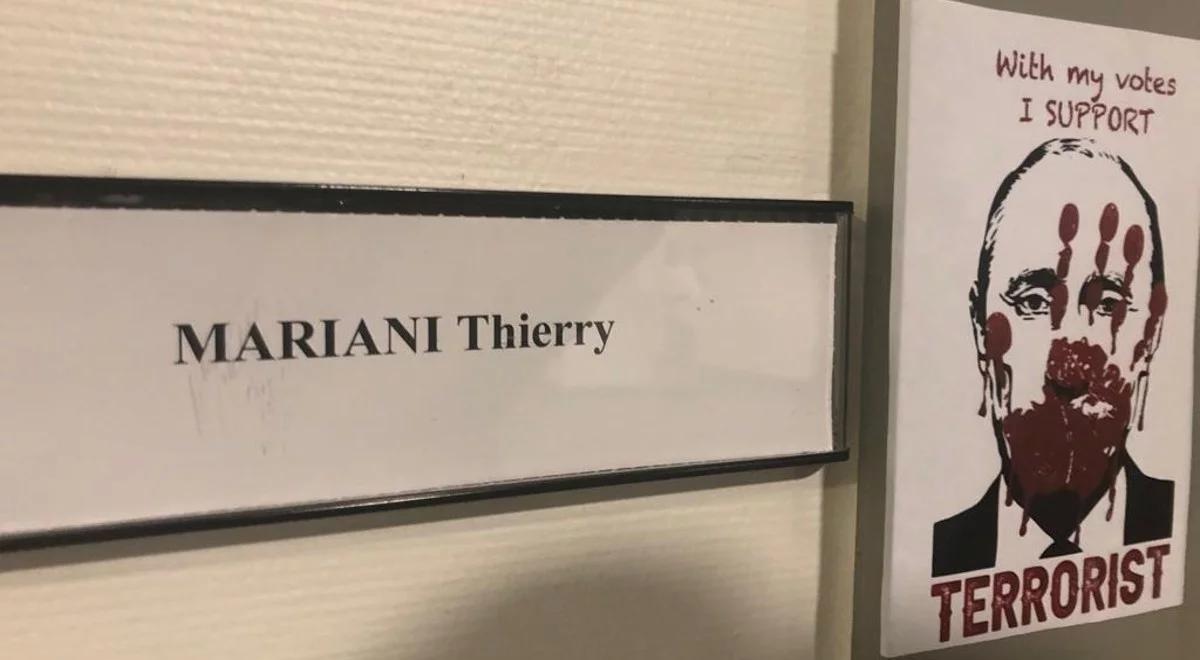 MARIANI Thierry
With my votes
I SUPPORT
TERRORIST